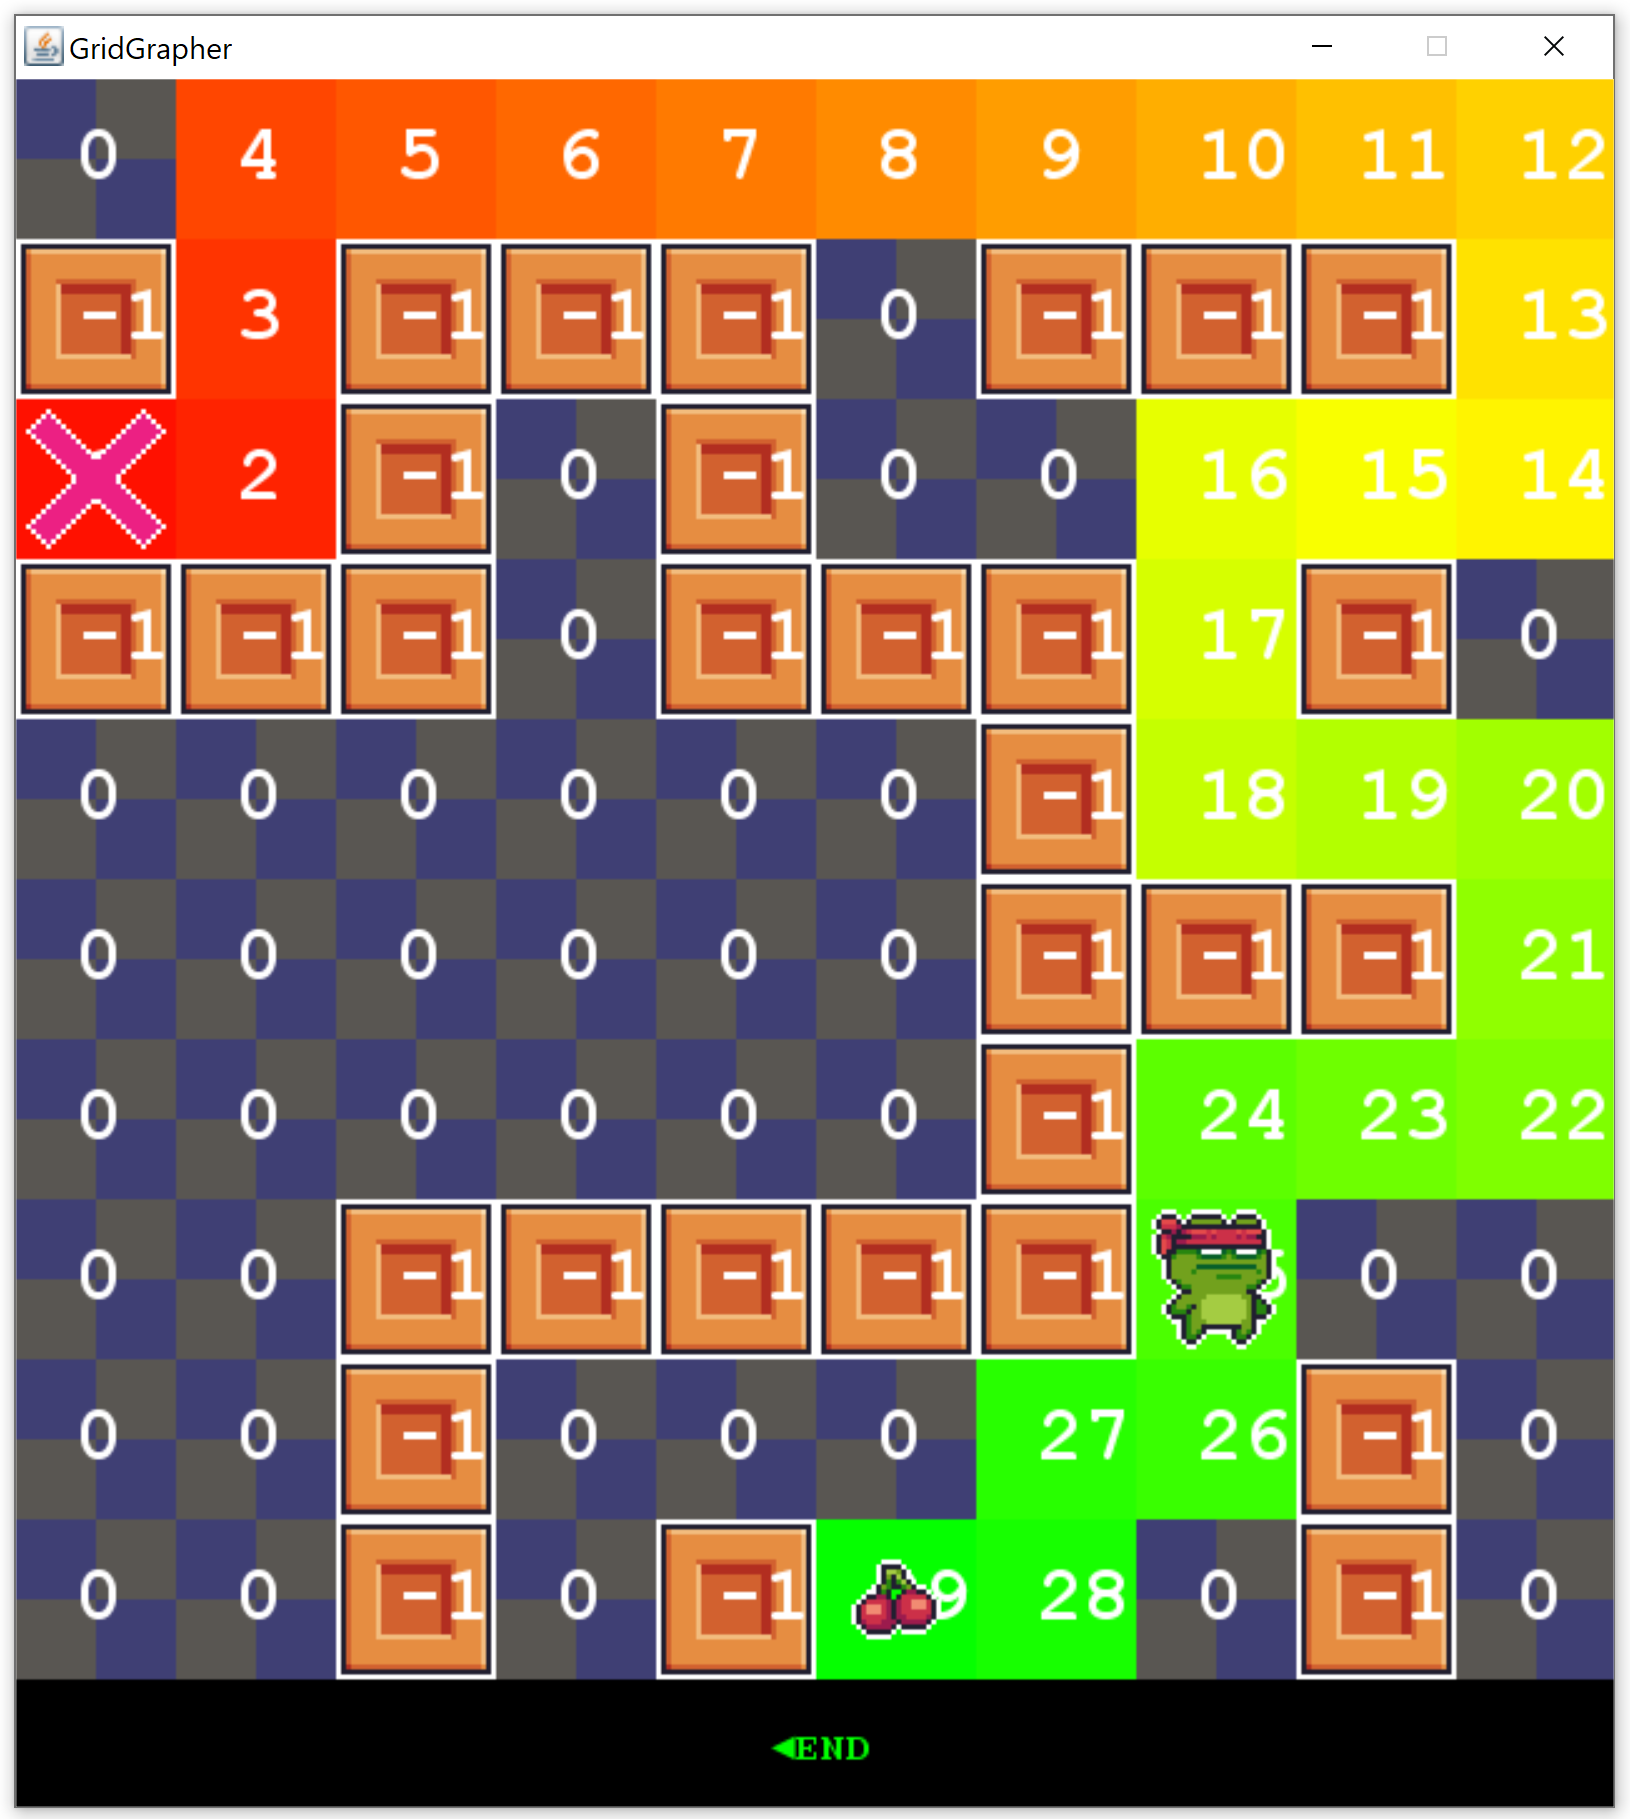 GridGrapher
0 4 5 6 7 8 9 10 11 12
-1 3 -1 -1 -1 0 -1 -1 -1 13
2 -1 0 -1 0 0 16 15 14
-1 -1 -1 0 -1 -1 -1 17 -1 0
0 0 0 0 0 0 -1 18 19 20
0 0 0 0 0 0 -1 -1 -1 21
0 0 0 0 0 0 -1 24 23 22
0 0 -1 -1 -1 -1 -1 0 0
0 0 -1 0 0 0 27 26 -1 0
0 0 -1 0 -1 9 28 0 -1 0
◄END